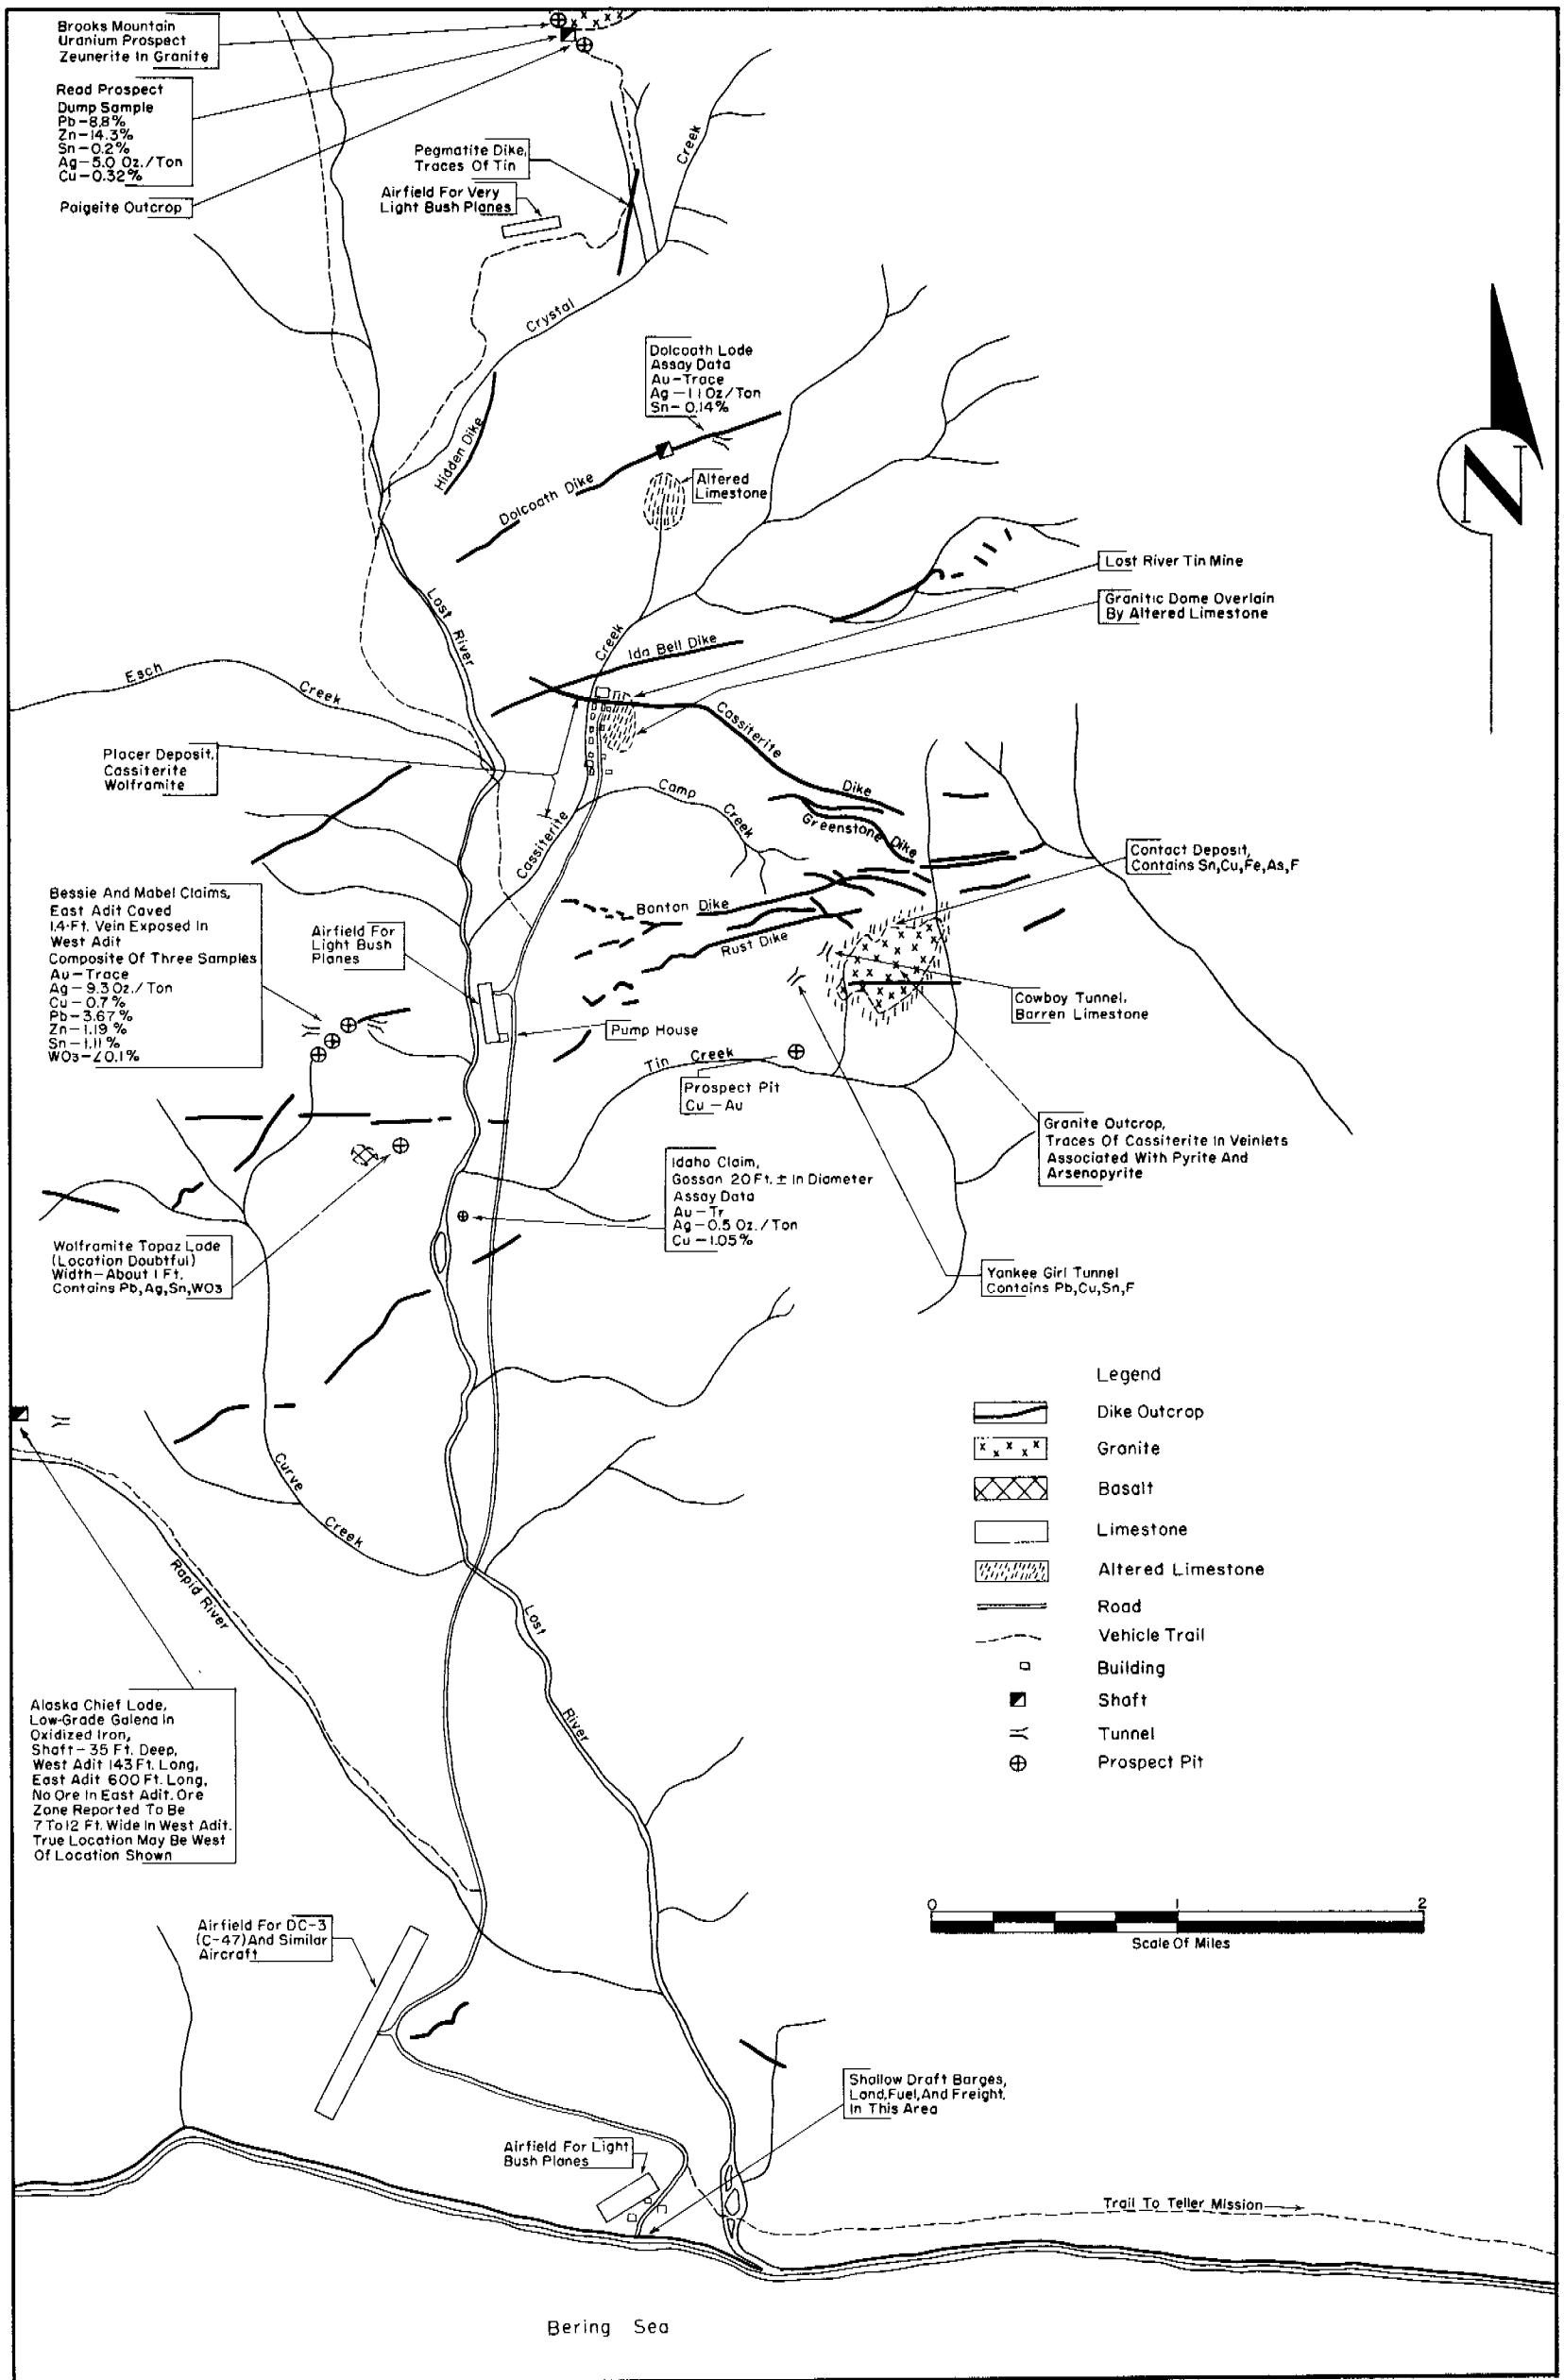 Brooks Mountain
Uranium Prospect
Zeunerite In Granite
Read Prospect
Dump Sample
Pb-8.8%
Zn-14.3%
Sn-0.2%
Ag-5.0 Oz./Ton
Cu-0.32%
Paigeite Outcrop
Pegmatite Dike,
Traces Of Tin
Airfield For Very
Light Bush Planes
Creek
Crystal
Dolcoath Lode
Assay Data
Au-Trace
Ag-1.1 Oz/Ton
Sn-0.14%
Hidden Dike
Dolcoath Dike
Altered
Limestone
N
Lost River Tin Mine
Granitic Dome Overlain
By Altered Limestone
Lost River
Creek
Ida Bell Dike
Esch
Creek
Cassiterite
Dike
Placer Deposit,
Cassiterite
Wolframite
Camp
Creek
Greenstone Dike
Cassiterite
Contact Deposit,
Contains Sn,Cu,Fe,As,F
Bessie And Mabel Claims,
East Adit Caved
1.4-Ft. Vein Exposed In
West Adit
Composite Of Three Samples
Au-Trace
Ag-9.3 Oz./Ton
Cu-0.7%
Pb-3.67%
Zn-1.19%
Sn-1.11%
WO3-∠0.1%
Airfield For
Light Bush
Planes
Bonton Dike
Rust Dike
Cowboy Tunnel,
Barren Limestone
Pump House
Tin Creek
Prospect Pit
Cu-Au
Granite Outcrop,
Traces Of Cassiterite In Veinlets
Associated With Pyrite And
Arsenopyrite
Idaho Claim,
Gossan 20 Ft. ± In Diameter
Assay Data
Au-Tr
Ag-0.5 Oz./Ton
Cu-1.05%
Wolframite Topaz Lode
(Location Doubtful)
Width-About 1 Ft.
Contains Pb,Ag,Sn,WO3
Yankee Girl Tunnel
Contains Pb,Cu,Sn,F
Legend
Dike Outcrop
Granite
Basalt
Limestone
Altered Limestone
Road
Vehicle Trail
Building
Shaft
Tunnel
Prospect Pit
Curve
Creek
Rapid River
Lost
River
Alaska Chief Lode,
Low-Grade Galena In
Oxidized Iron,
Shaft-35 Ft. Deep,
West Adit 143 Ft. Long,
East Adit 600 Ft. Long,
No Ore In East Adit. Ore
Zone Reported To Be
7 To 12 Ft. Wide In West Adit.
True Location May Be West
Of Location Shown
0 1 2
Scale Of Miles
Airfield For DC-3
(C-47) And Similar
Aircraft
Shallow Draft Barges,
Land, Fuel, And Freight,
In This Area
Airfield For Light
Bush Planes
Trail To Teller Mission
Bering Sea